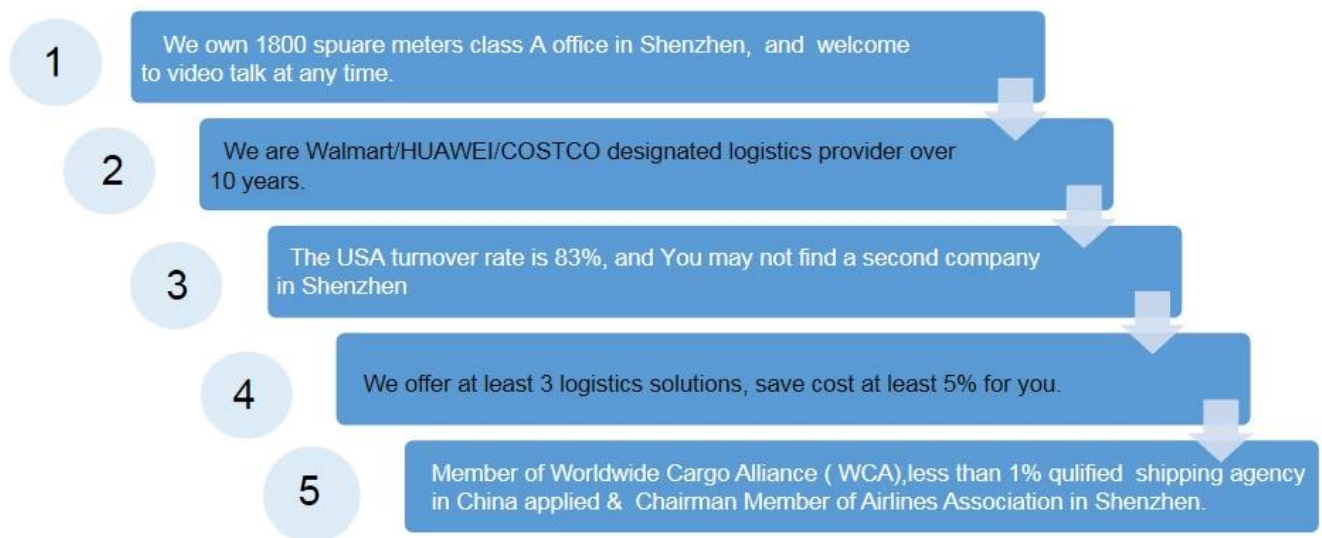 1
We own 1800 spuare meters class A office in Shenzhen, and welcome
to video talk at any time.
2
We are Walmart/HUAWEI/COSTCO designated logistics provider over
10 years.
3
The USA turnover rate is 83%, and You may not find a second company
in Shenzhen
4
We offer at least 3 logistics solutions, save cost at least 5% for you.
5
Member of Worldwide Cargo Alliance ( WCA),less than 1% qulified shipping agency
in China applied & Chairman Member of Airlines Association in Shenzhen.